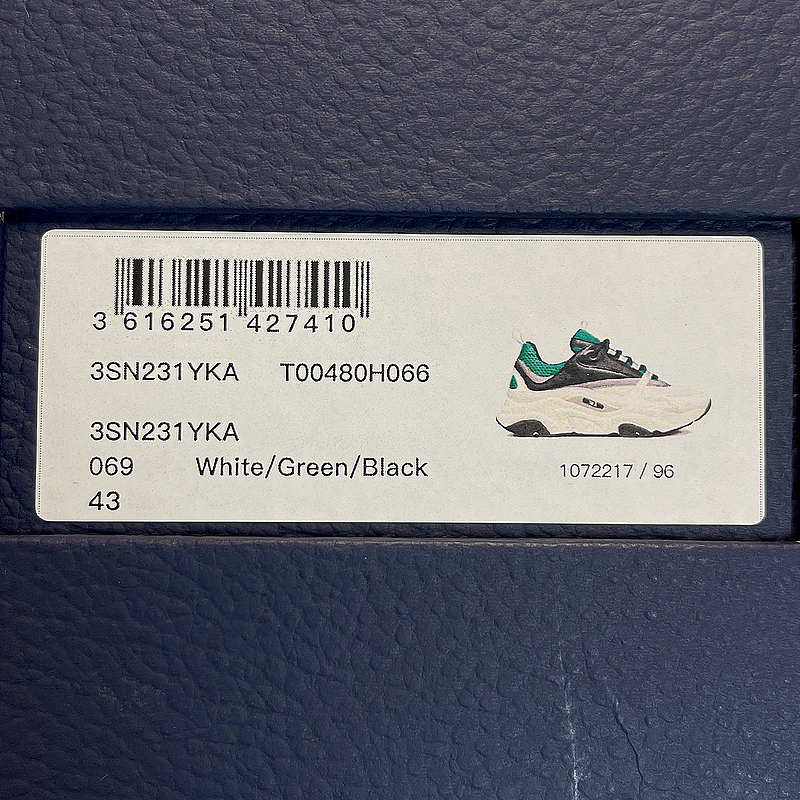 3 616251 427410
3SN231YKA T00480H066
3SN231YKA
069 White/Green/Black
43
1072217 / 96